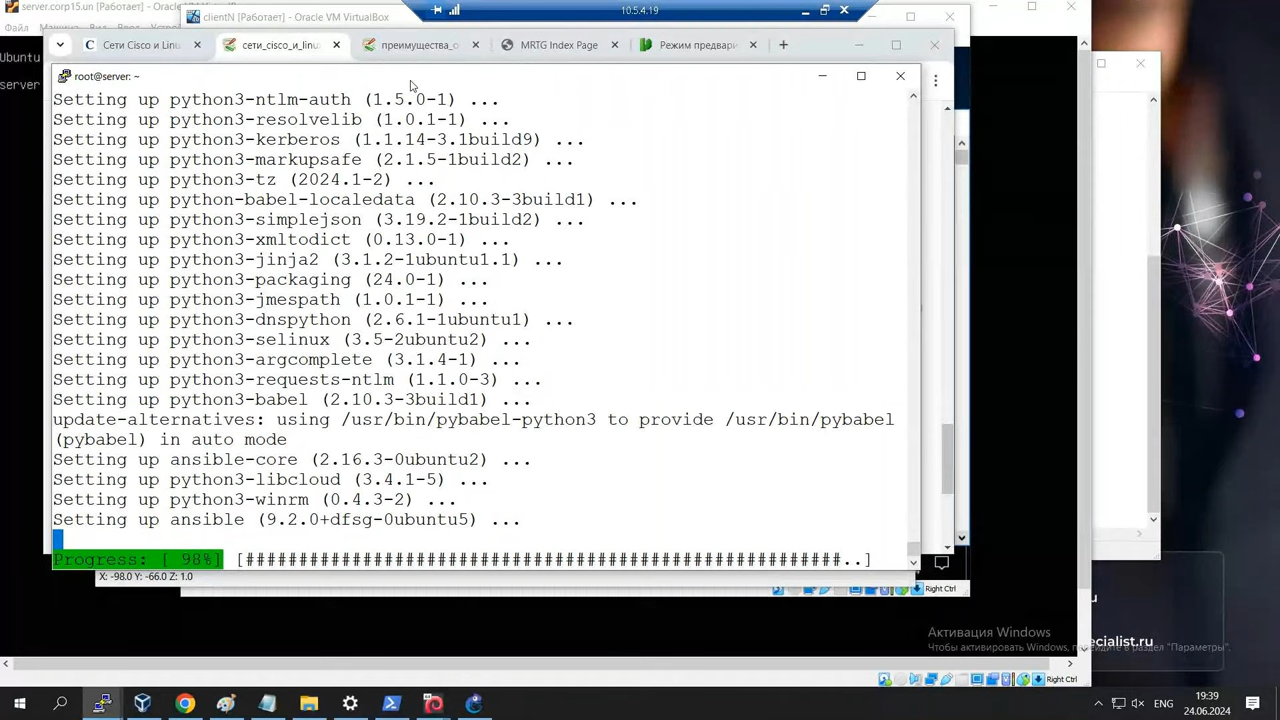 server.corp15.un [Работает] - Oracle VM VirtualBox
clientN [Работает] - Oracle VM VirtualBox
10.5.4.19
Файл
Ubuntu
server
Сети Cisco и Linu
сети_cisco_и_linu
преимущества_о
MRTG Index Page
Режим предвари
root@server: ~
Setting up python3-ntlm-auth (1.5.0-1) ...
Setting up python3-resolvelib (1.0.1-1) ...
Setting up python3-kerberos (1.1.14-3.1build9) ...
Setting up python3-markupsafe (2.1.5-1build2) ...
Setting up python3-tz (2024.1-2) ...
Setting up python-babel-localedata (2.10.3-3build1) ...
Setting up python3-simplejson (3.19.2-1build2) ...
Setting up python3-xmltodict (0.13.0-1) ...
Setting up python3-jinja2 (3.1.2-1ubuntu1.1) ...
Setting up python3-packaging (24.0-1) ...
Setting up python3-jmespath (1.0.1-1) ...
Setting up python3-dnspython (2.6.1-1ubuntu1) ...
Setting up python3-selinux (3.5-2ubuntu2) ...
Setting up python3-argcomplete (3.1.4-1) ...
Setting up python3-requests-ntlm (1.1.0-3) ...
Setting up python3-babel (2.10.3-3build1) ...
update-alternatives: using /usr/bin/pybabel-python3 to provide /usr/bin/pybabel
(pybabel) in auto mode
Setting up ansible-core (2.16.3-0ubuntu2) ...
Setting up python3-libcloud (3.4.1-5) ...
Setting up python3-winrm (0.4.3-2) ...
Setting up ansible (9.2.0+dfsg-0ubuntu5) ...
Progress: [ 98%] [##################################################################..]
X: -98.0 Y: -66.0 Z: 1.0
Right Ctrl
u
ecialist.ru
Активация Windows
Чтобы активировать Windows, перейдите в раздел "Параметры".
Right Ctrl
19:39
ENG
24.06.2024